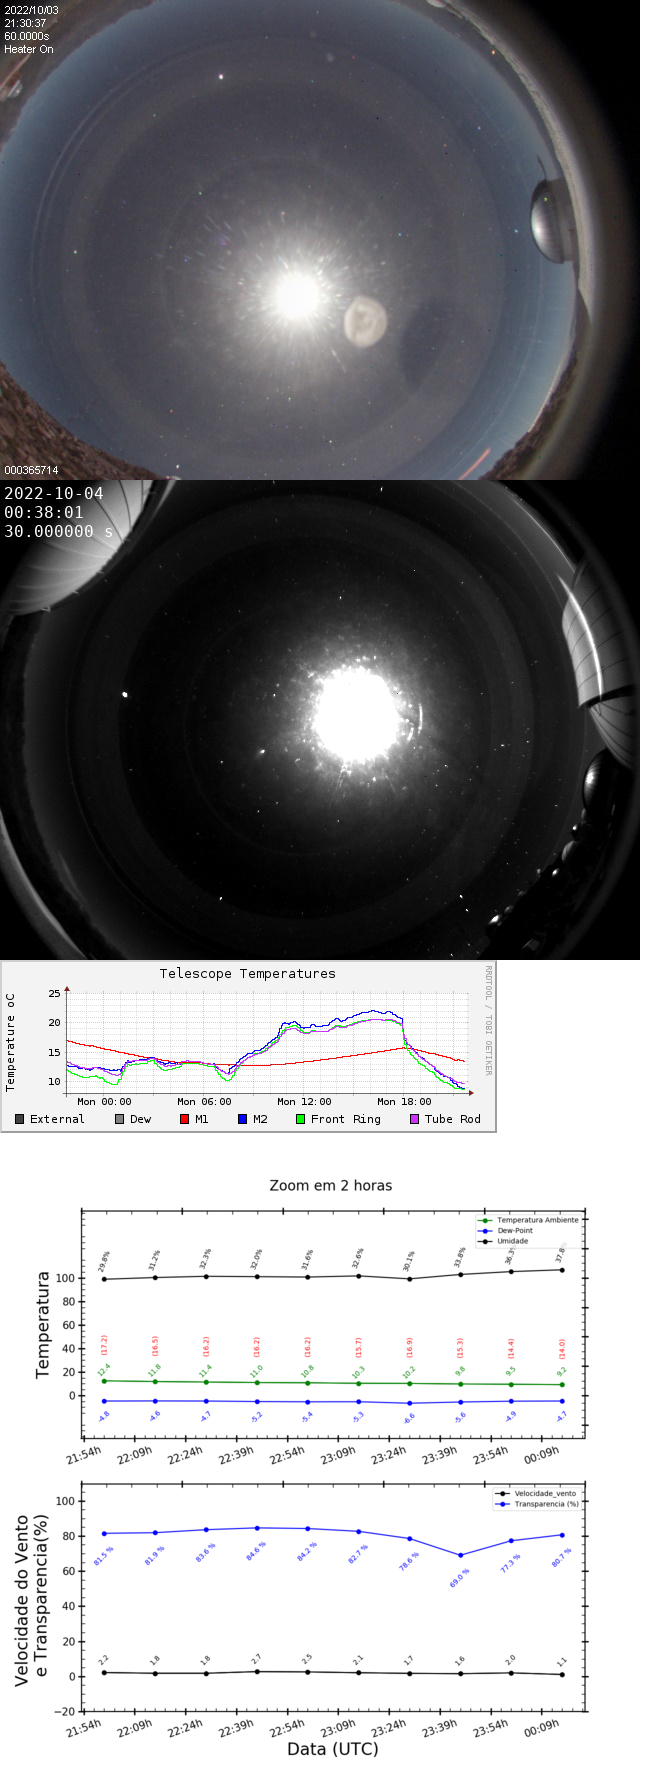 2022/10/03
21:30:37
60.0000s
Heater On
000365714
2022-10-04
00:38:01
30.000000 s
Telescope Temperatures
RRDTOOL / TOBI OETIKER
Temperature oC
25
20
15
10
Mon 00:00 Mon 06:00 Mon 12:00 Mon 18:00
External Dew M1 M2 Front Ring Tube Rod
Zoom em 2 horas
Temperatura Ambiente
Dew-Point
Umidade
Temperatura
29.8% 31.2% 32.3% 32.0% 31.6% 32.6% 30.1% 33.8% 36.3% 37.8%
100
80
60
40
20
0
(17.2) (16.5) (16.2) (16.2) (16.2) (15.7) (16.9) (15.3) (14.4) (14.0)
12.4 11.8 11.4 11.0 10.8 10.3 10.2 9.8 9.5 9.2
-4.8 -4.6 -4.7 -5.2 -5.4 -5.3 -6.6 -5.6 -4.9 -4.7
21:54h 22:09h 22:24h 22:39h 22:54h 23:09h 23:24h 23:39h 23:54h 00:09h
Velocidade_vento
Transparencia (%)
Velocidade do Vento
e Transparencia(%)
100
80
60
40
20
0
−20
81.5 % 81.9 % 83.6 % 84.6 % 84.2 % 82.7 % 78.6 % 69.0 % 77.3 % 80.7 %
2.2 1.8 1.8 2.7 2.5 2.1 1.7 1.6 2.0 1.1
21:54h 22:09h 22:24h 22:39h 22:54h 23:09h 23:24h 23:39h 23:54h 00:09h
Data (UTC)